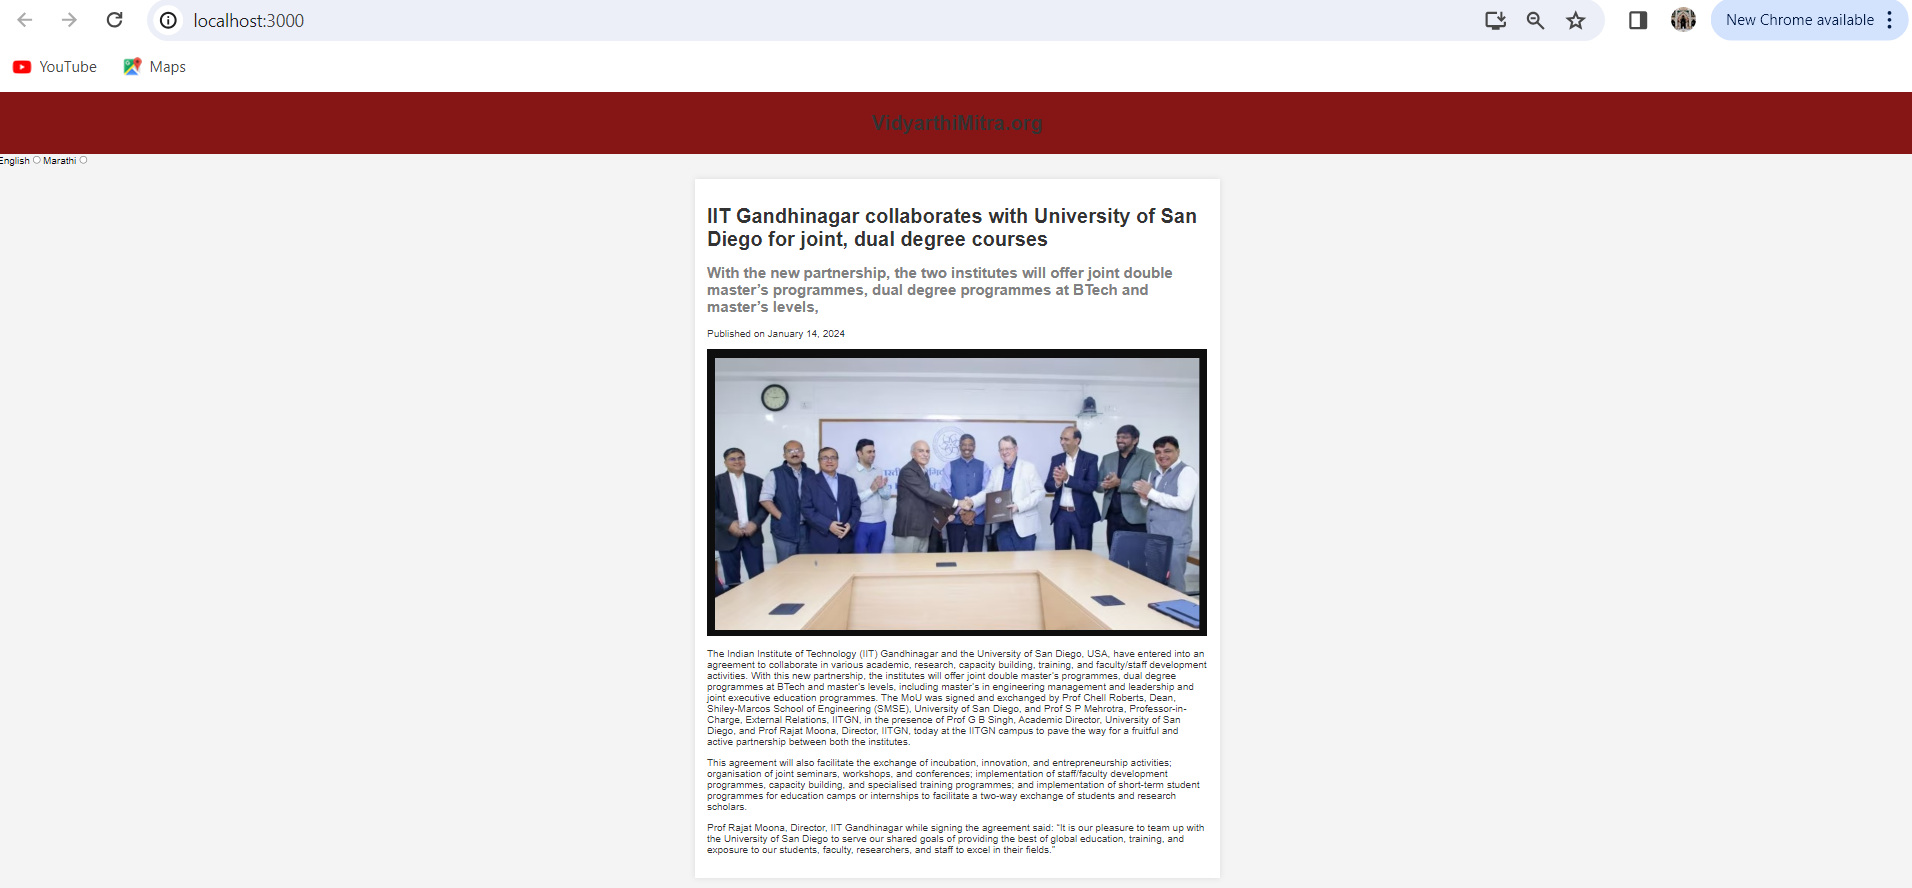 localhost:3000
New Chrome available
YouTube
Maps
VidyarthiMitra.org
English
Marathi
IIT Gandhinagar collaborates with University of San
Diego for joint, dual degree courses
With the new partnership, the two institutes will offer joint double
master’s programmes, dual degree programmes at BTech and
master’s levels,
Published on January 14, 2024
The Indian Institute of Technology (IIT) Gandhinagar and the University of San Diego, USA, have entered into an
agreement to collaborate in various academic, research, capacity building, training, and faculty/staff development
activities. With this new partnership, the institutes will offer joint double master’s programmes, dual degree
programmes at BTech and master’s levels, including master’s in engineering management and leadership and
joint executive education programmes. The MoU was signed and exchanged by Prof Chell Roberts, Dean,
Shiley-Marcos School of Engineering (SMSE), University of San Diego, and Prof S P Mehrotra, Professor-in-
Charge, External Relations, IITGN, in the presence of Prof G B Singh, Academic Director, University of San
Diego, and Prof Rajat Moona, Director, IITGN, today at the IITGN campus to pave the way for a fruitful and
active partnership between both the institutes.
This agreement will also facilitate the exchange of incubation, innovation, and entrepreneurship activities;
organisation of joint seminars, workshops, and conferences; implementation of staff/faculty development
programmes, capacity building, and specialised training programmes; and implementation of short-term student
programmes for education camps or internships to facilitate a two-way exchange of students and research
scholars.
Prof Rajat Moona, Director, IIT Gandhinagar while signing the agreement said: “It is our pleasure to team up with
the University of San Diego to serve our shared goals of providing the best of global education, training, and
exposure to our students, faculty, researchers, and staff to excel in their fields.”